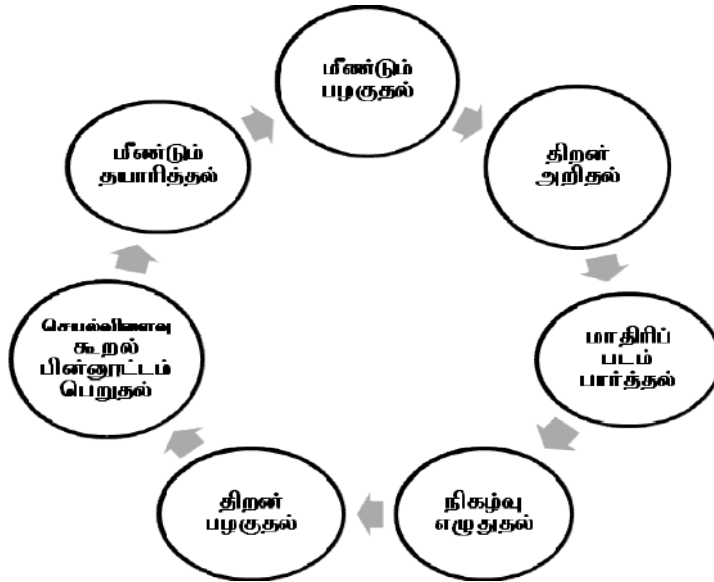 மீண்டும்
பழகுதல்
திறன்
அறிதல்
மாதிரிப்
படம்
பார்த்தல்
நிகழ்வு
எழுதுதல்
திறன்
பழகுதல்
செயல்விளைவு
கூறல்
பின்னூட்டம்
பெறுதல்
மீண்டும்
தயாரித்தல்